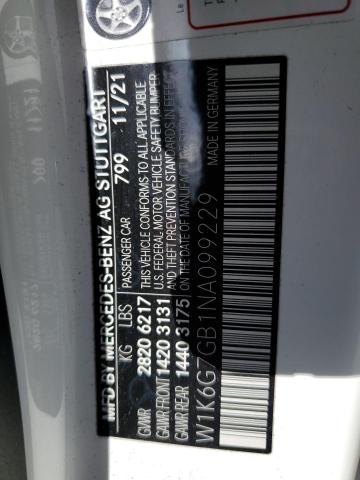 MFD BY MERCEDES-BENZ AG STUTTGART
KG LBS PASSENGER CAR 799 11/21
GVWR 2820 6217 THIS VEHICLE CONFORMS TO ALL APPLICABLE
GAWR FRONT 1420 3131 FEDERAL MOTOR VEHICLE SAFETY BUMPER
GAWR REAR 1440 3175 AND THEFT PREVENTION STANDARDS IN EFFECT
ON THE DATE OF MANUFACTURE
W1K6G7GB1NA099229 MADE IN GERMANY